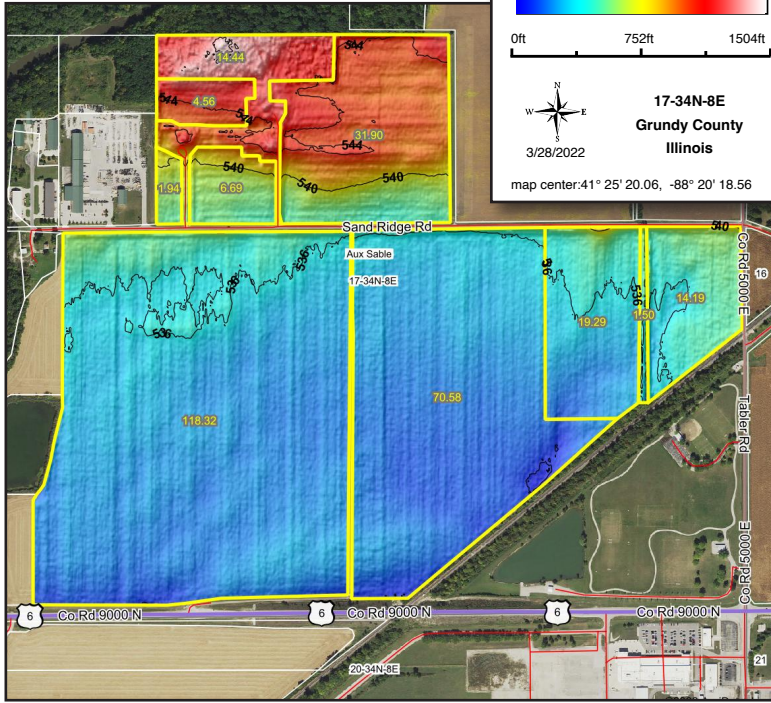 0ft 752ft 1504ft
N
W E
S
3/28/2022
17-34N-8E
Grundy County
Illinois
map center:41° 25' 20.06, -88° 20' 18.56
14.44
544
4.56
544
544
31.90
544
540
540
540
1.94
6.69
Sand Ridge Rd
540
Aux Sable
17-34N-8E
536
536
536
536
536
Co Rd 5000 E
16
14.19
1.50
19.29
118.32
70.58
Tabler Rd
E
Co Rd 5000 E
6 Co Rd 9000 N 6 Co Rd 9000 N 6 Co Rd 9000 N
20-34N-8E
21